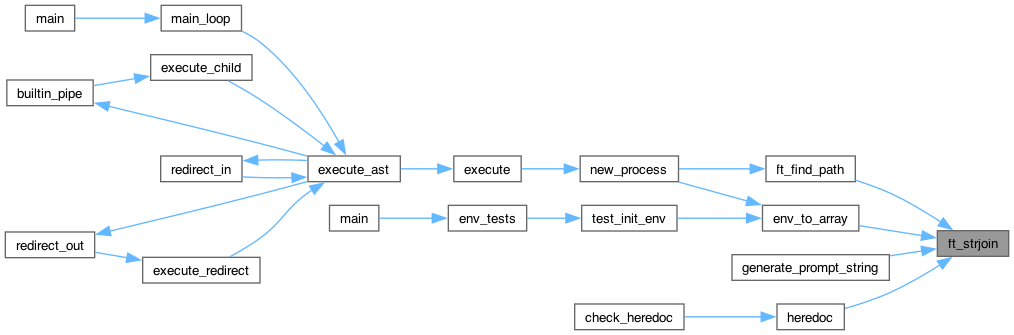 main
main_loop
execute_child
builtin_pipe
redirect_in
execute_ast
execute
new_process
ft_find_path
main
env_tests
test_init_env
env_to_array
redirect_out
execute_redirect
ft_strjoin
generate_prompt_string
check_heredoc
heredoc